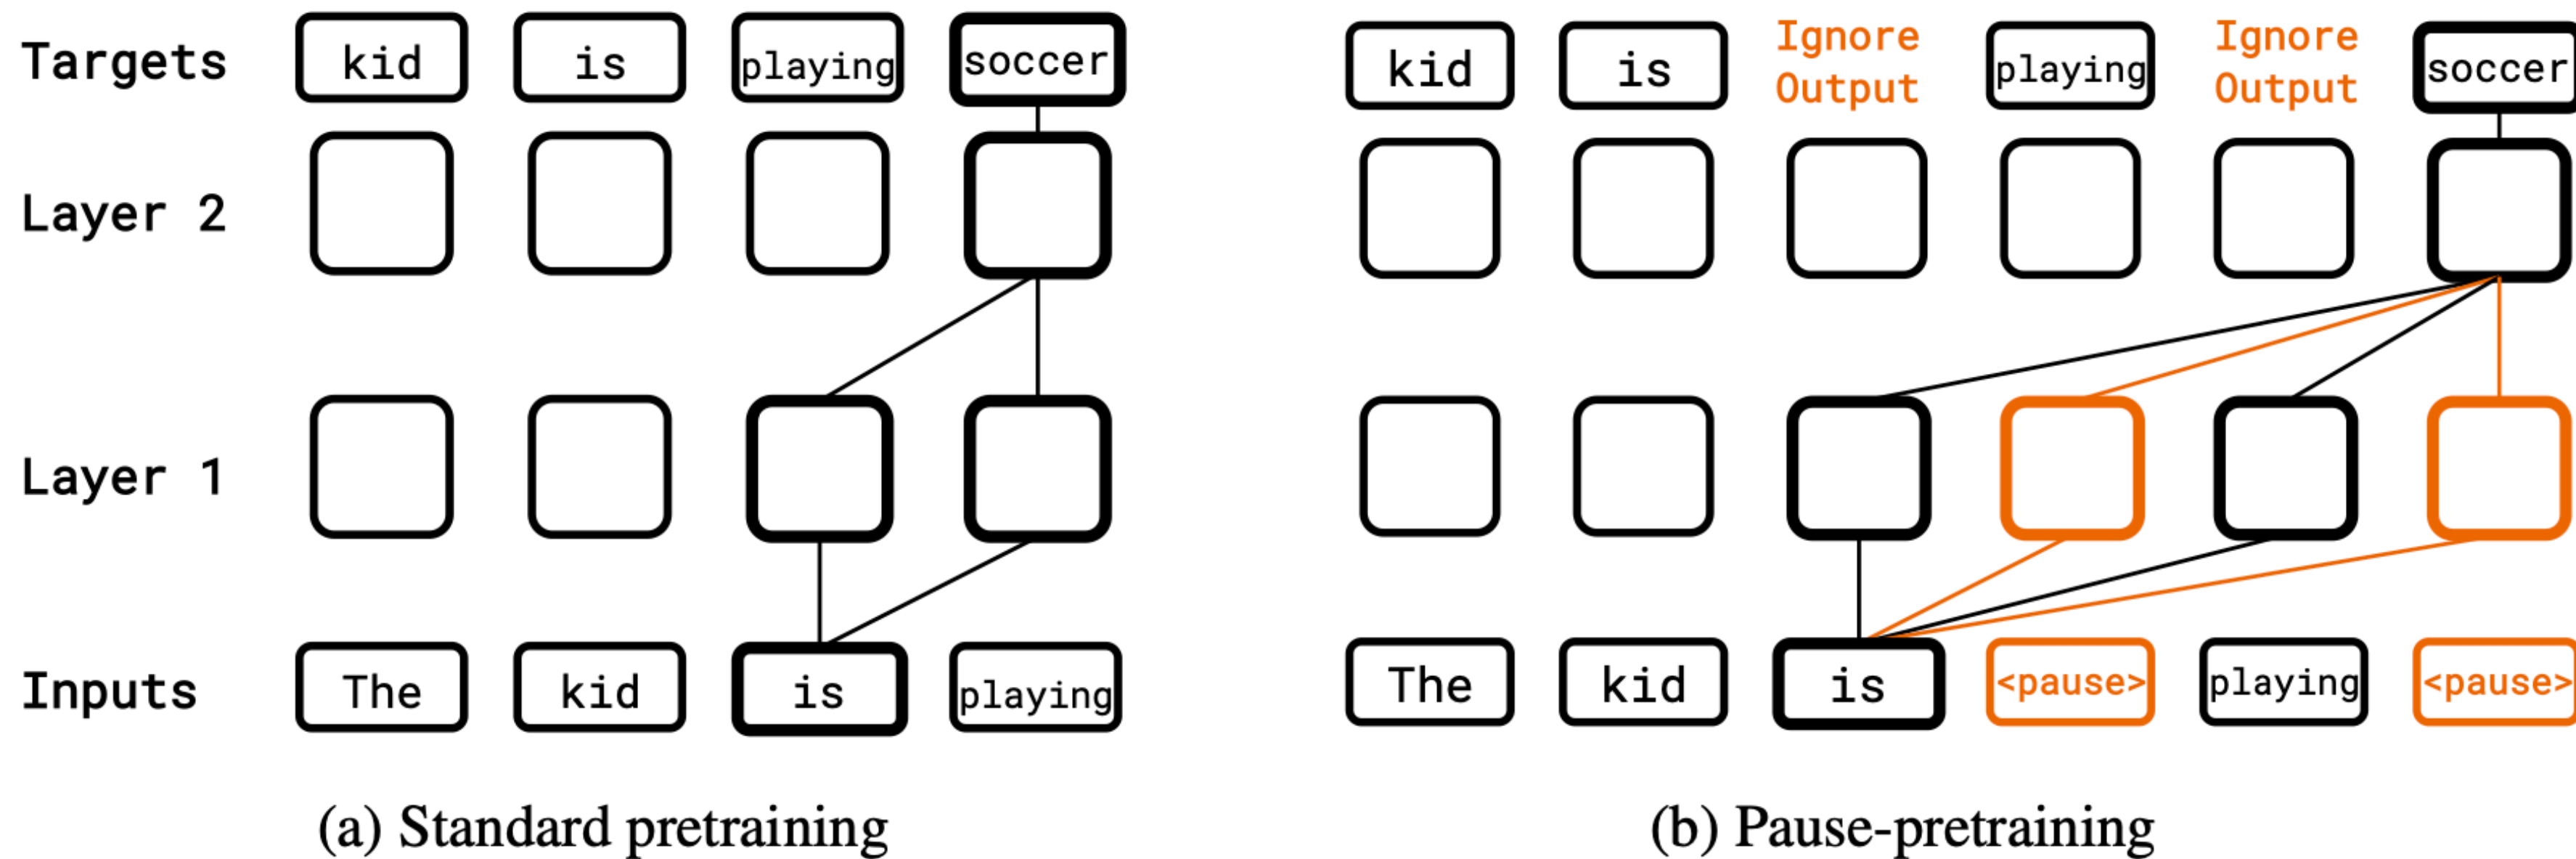 Targets kid is playing soccer kid is Ignore Output playing Ignore Output soccer
Layer 2
Layer 1
Inputs The kid is playing The kid is <pause> playing <pause>
(a) Standard pretraining (b) Pause-pretraining